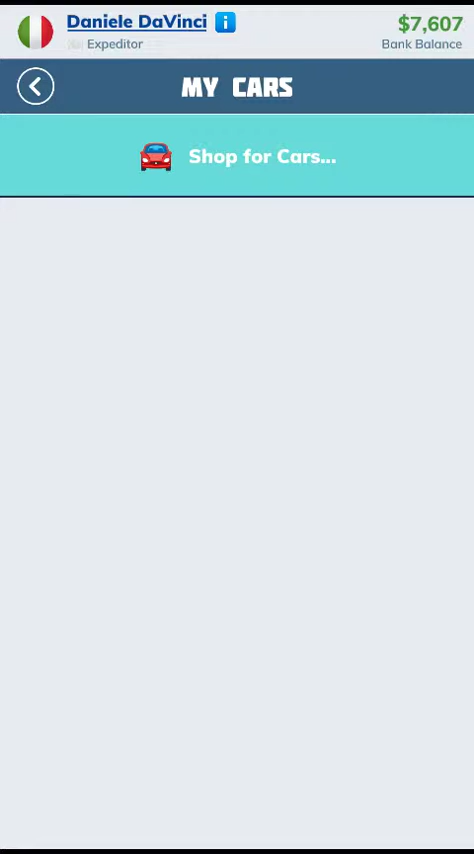 Daniele DaVinci i
$7,607
Expeditor
Bank Balance
MY CARS
Shop for Cars...